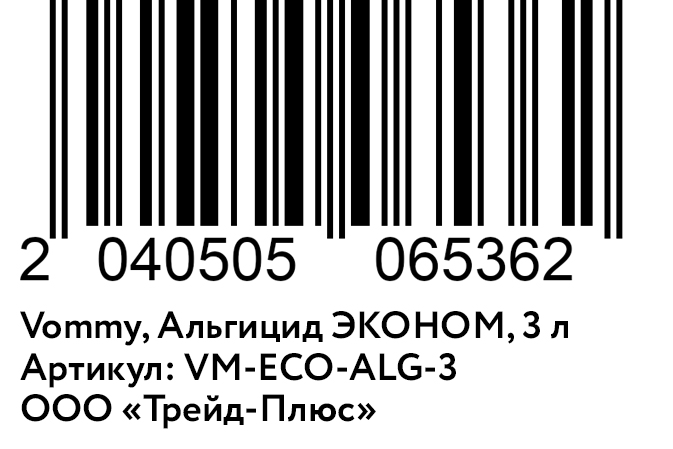 2 040505 065362
Vommy, Альгицид ЭКОНОМ, 3 л
Артикул: VM-ECO-ALG-3
ООО «Трейд-Плюс»